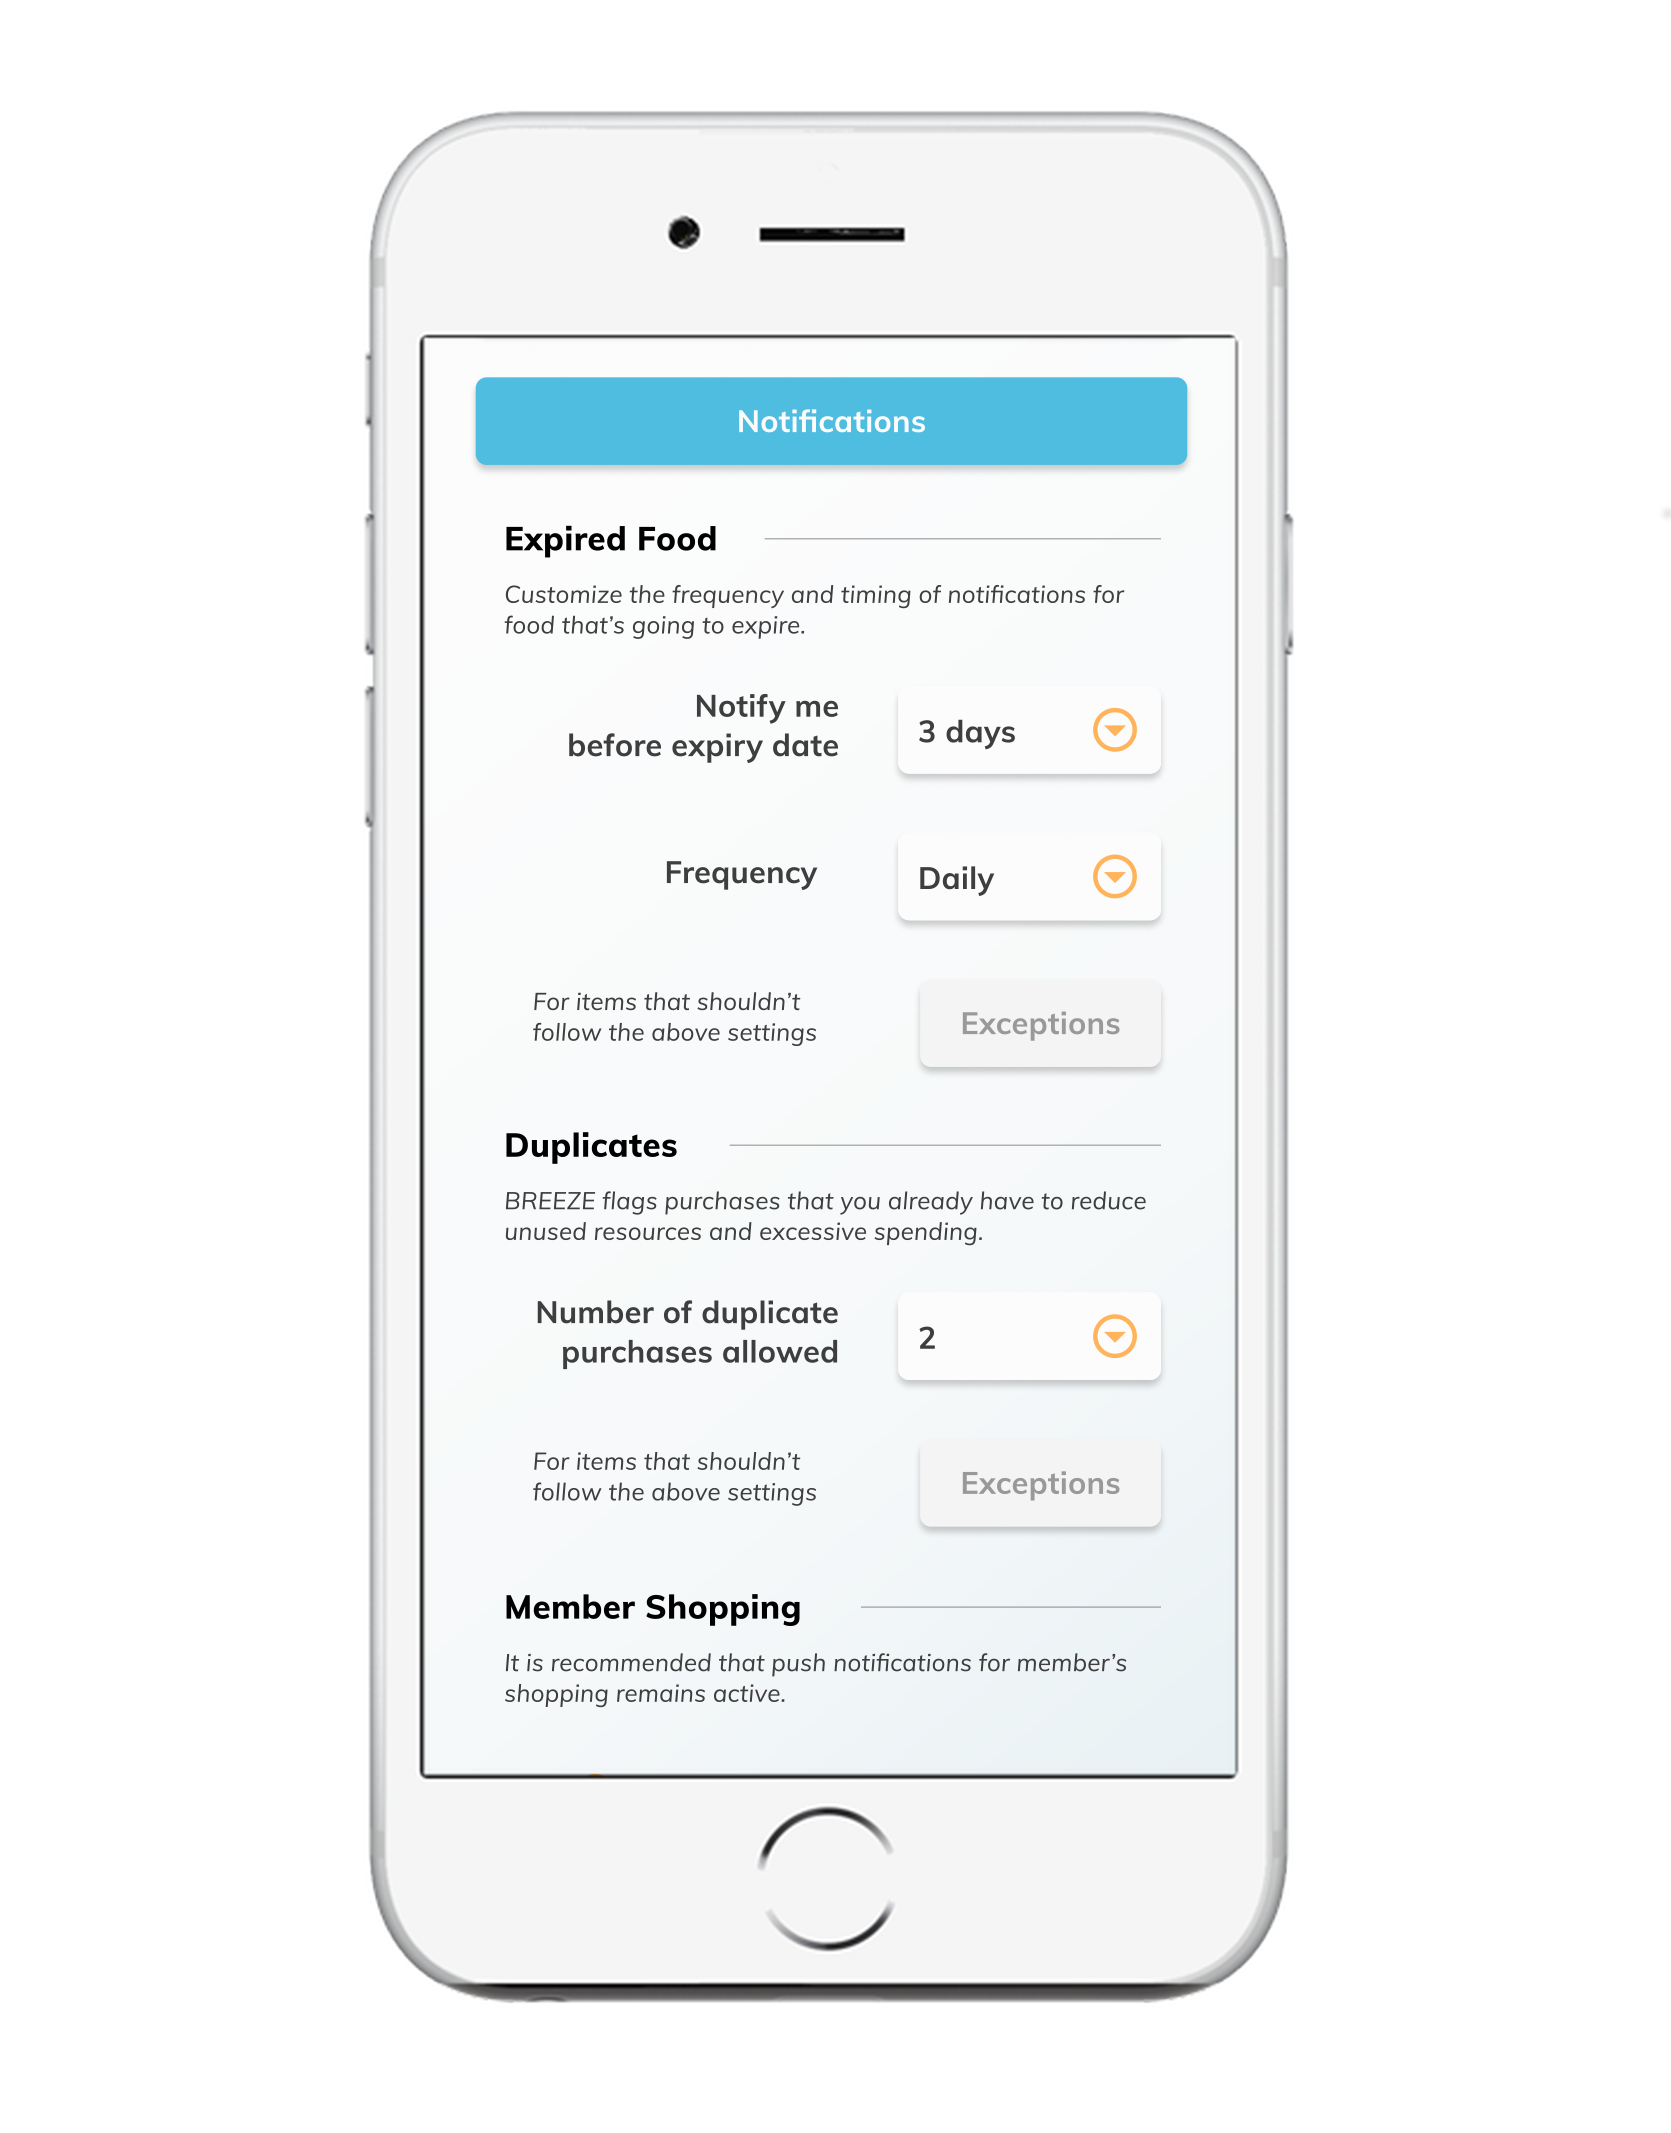 Notifications
Expired Food
Customize the frequency and timing of notifications for
food that's going to expire.
Notify me
before expiry date
3 days
Frequency
Daily
For items that shouldn't
follow the above settings
Exceptions
Duplicates
BREEZE flags purchases that you already have to reduce
unused resources and excessive spending.
Number of duplicate
purchases allowed
2
For items that shouldn't
follow the above settings
Exceptions
Member Shopping
It is recommended that push notifications for member's
shopping remains active.